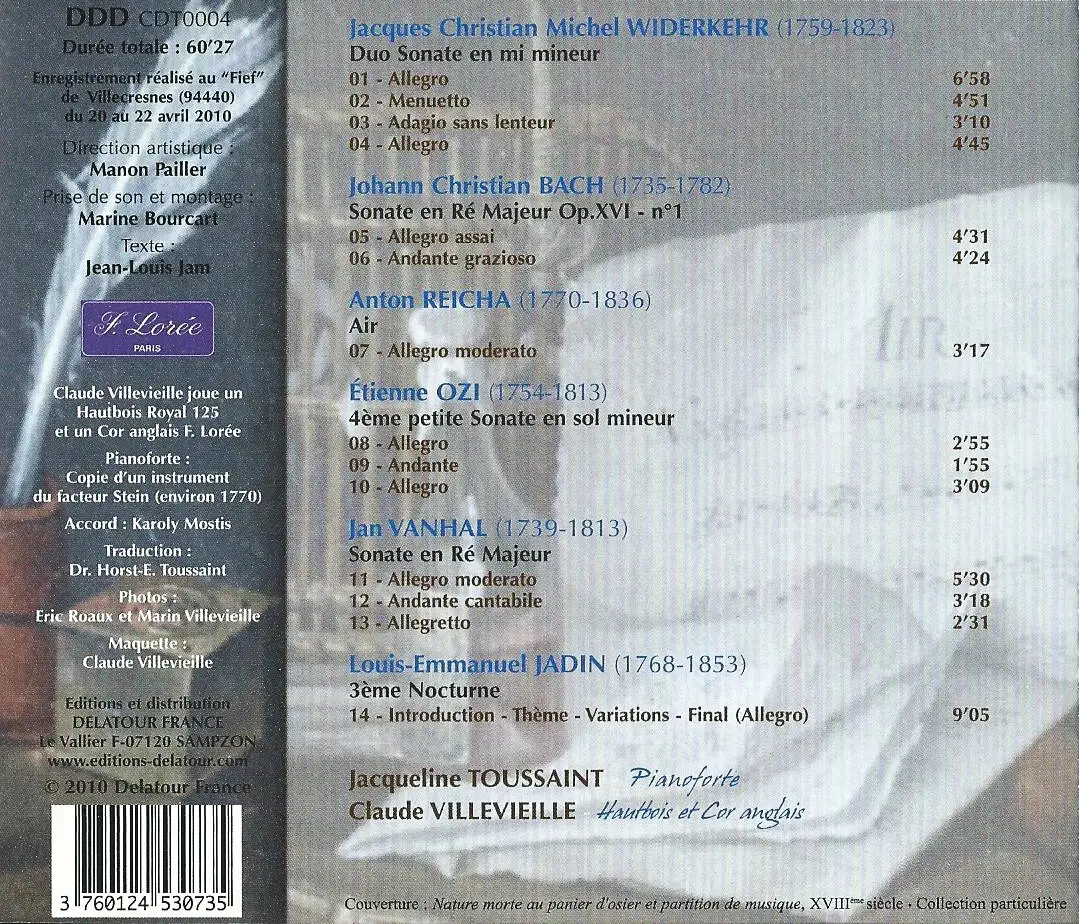 DDD CDT0004
Durée totale : 60'27
Enregistrement réalisé au "Fief"
de Villecresnes (94440)
du 20 au 22 avril 2010
Direction artistique :
Manon Pailler
Prise de son et montage :
Marine Bourcart
Texte :
Jean-Louis Jam
F. Lorée
PARIS
Claude Villevieille joue un
Hautbois Royal 125
et un Cor anglais F. Lorée
Pianoforte :
Copie d'un instrument
du facteur Stein (environ 1770)
Accord : Karoly Mostis
Traduction :
Dr. Horst-E. Toussaint
Photos :
Eric Roaux et Marin Villevieille
Maquette :
Claude Villevieille
Editions et distribution
DELATOUR FRANCE
Le Vallier F-07120 SAMPZON
www.editions-delatour.com
© 2010 Delatour France
3 760124 530735
Jacques Christian Michel WIDERKEHR (1759-1823)
Duo Sonate en mi mineur
01 - Allegro 6'58
02 - Menuetto 4'51
03 - Adagio sans lenteur 3'10
04 - Allegro 4'45
Johann Christian BACH (1735-1782)
Sonate en Ré Majeur Op.XVI - n°1
05 - Allegro assai 4'31
06 - Andante grazioso 4'24
Anton REICHA (1770-1836)
Air
07 - Allegro moderato 3'17
Étienne OZI (1754-1813)
4ème petite Sonate en sol mineur
08 - Allegro 2'55
09 - Andante 1'55
10 - Allegro 3'09
Jan VANHAL (1739-1813)
Sonate en Ré Majeur
11 - Allegro moderato 5'30
12 - Andante cantabile 3'18
13 - Allegretto 2'31
Louis-Emmanuel JADIN (1768-1853)
3ème Nocturne
14 - Introduction - Thème - Variations - Final (Allegro) 9'05
Jacqueline TOUSSAINT Pianoforte
Claude VILLEVIEILLE Hautbois et Cor anglais
Couverture : Nature morte au panier d'osier et partition de musique, XVIIIème siècle • Collection particulière